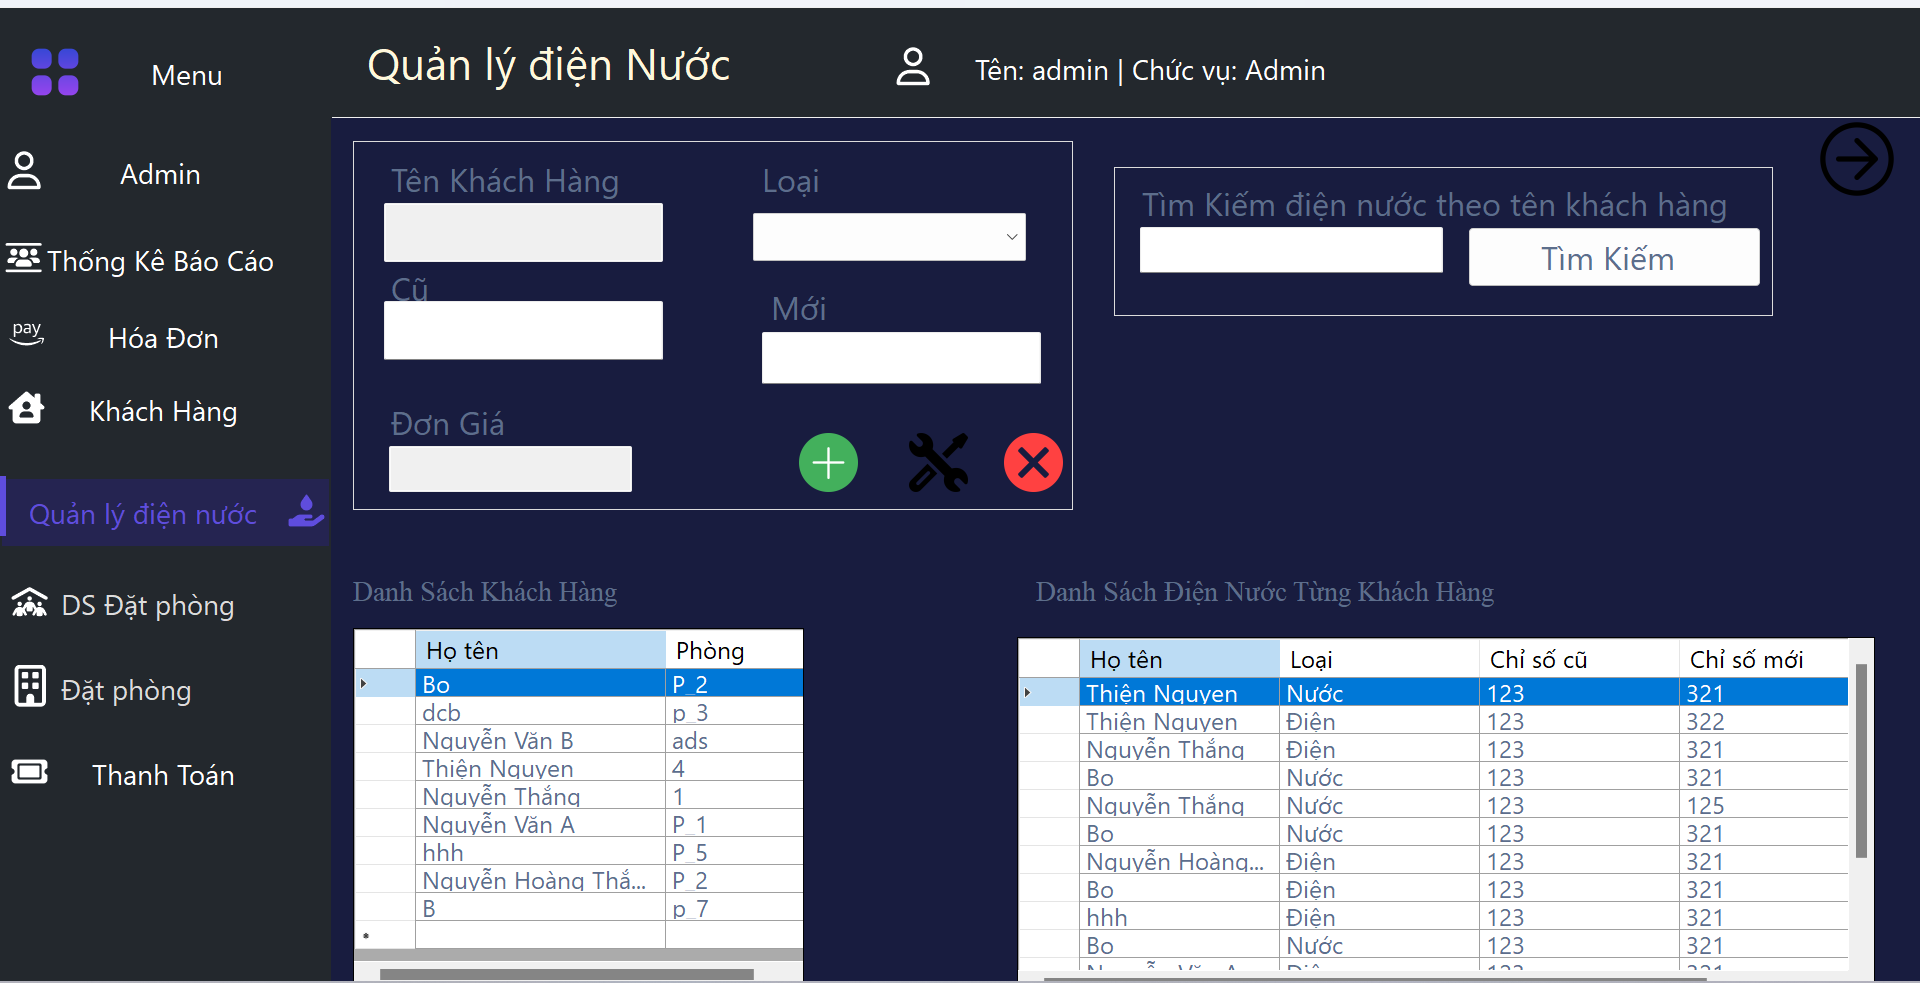 Menu
Quản lý điện Nước
Tên: admin | Chức vụ: Admin
Admin
Thống Kê Báo Cáo
pay
Hóa Đơn
Khách Hàng
Quản lý điện nước
DS Đặt phòng
Đặt phòng
Thanh Toán
Tên Khách Hàng
Loại
Cũ
Mới
Đơn Giá
Tìm Kiếm điện nước theo tên khách hàng
Tìm Kiếm
Danh Sách Khách Hàng
Họ tên Phòng
Bo P_2
dcb p_3
Nguyễn Văn B ads
Thiện Nguyen 4
Nguyễn Thắng 1
Nguyễn Văn A P_1
hhh P_5
Nguyễn Hoàng Thắ... P_2
B p_7
Danh Sách Điện Nước Từng Khách Hàng
Họ tên Loại Chỉ số cũ Chỉ số mới
Thiện Nguyen Nước 123 321
Thiện Nguyen Điện 123 322
Nguyễn Thắng Điện 123 321
Bo Nước 123 321
Nguyễn Thắng Nước 123 125
Bo Nước 123 321
Nguyễn Hoàng... Điện 123 321
Bo Điện 123 321
hhh Điện 123 321
Bo Nước 123 321